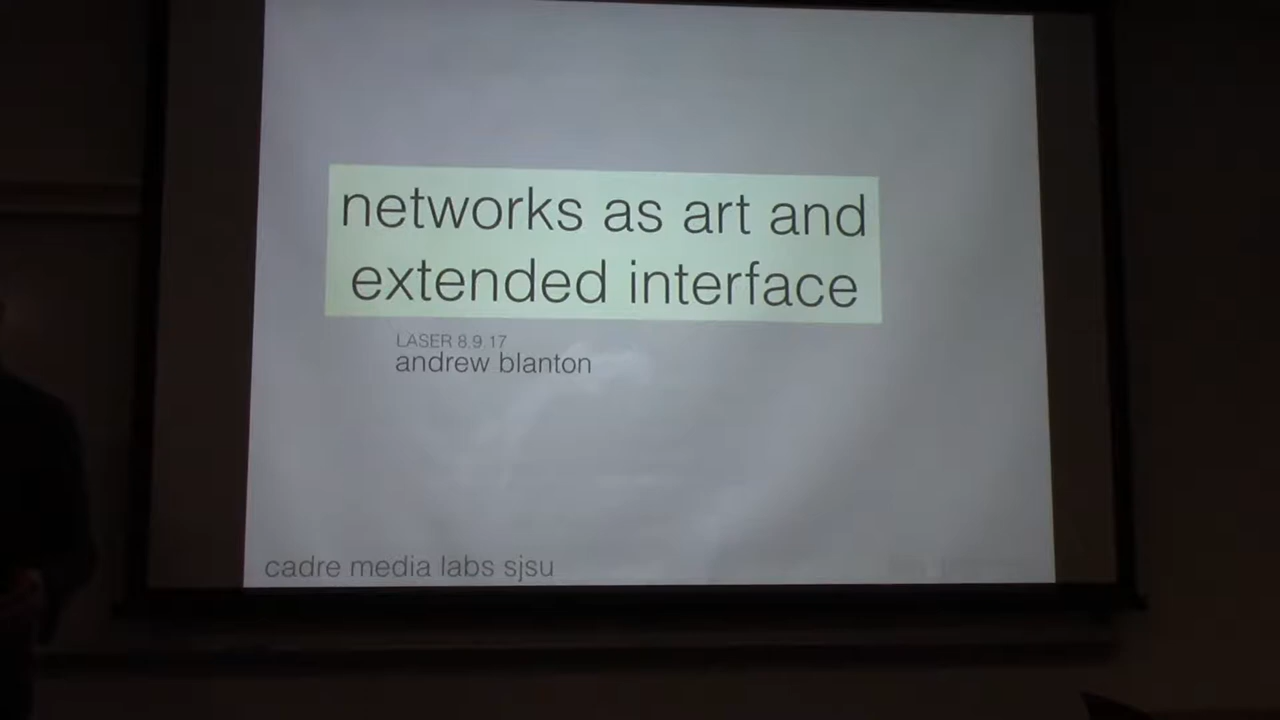 networks as art and
extended interface
LASER 8.9.17
andrew blanton
cadre media labs sjsu